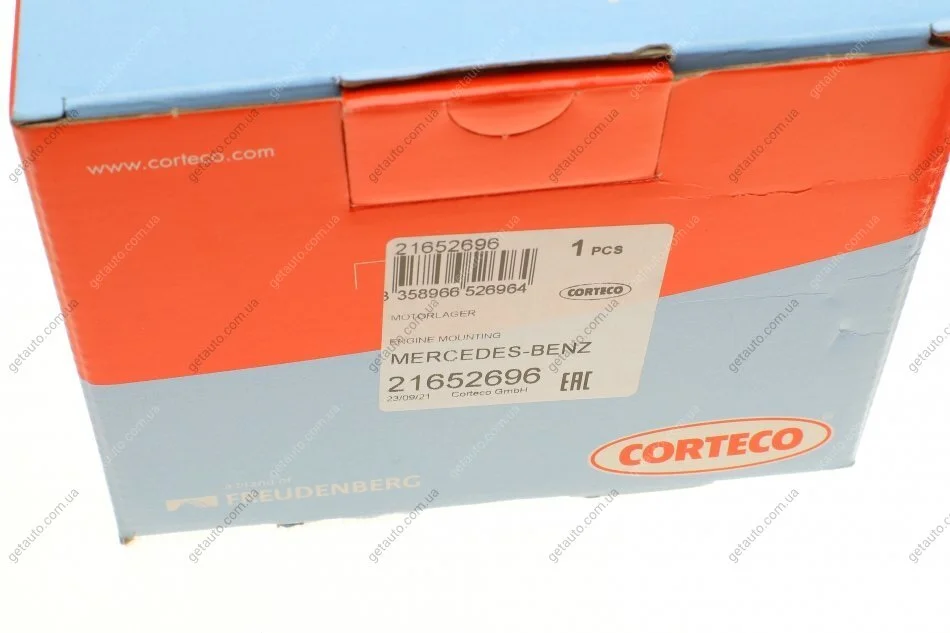 www.corteco.com
21652696
1 PCS
3 358966 526964
CORTECO
MOTORLAGER
ENGINE MOUNTING
MERCEDES-BENZ
21652696
EAC
23/09/21 Corteco GmbH
CORTECO
a brand of
FREUDENBERG
getauto.com.ua